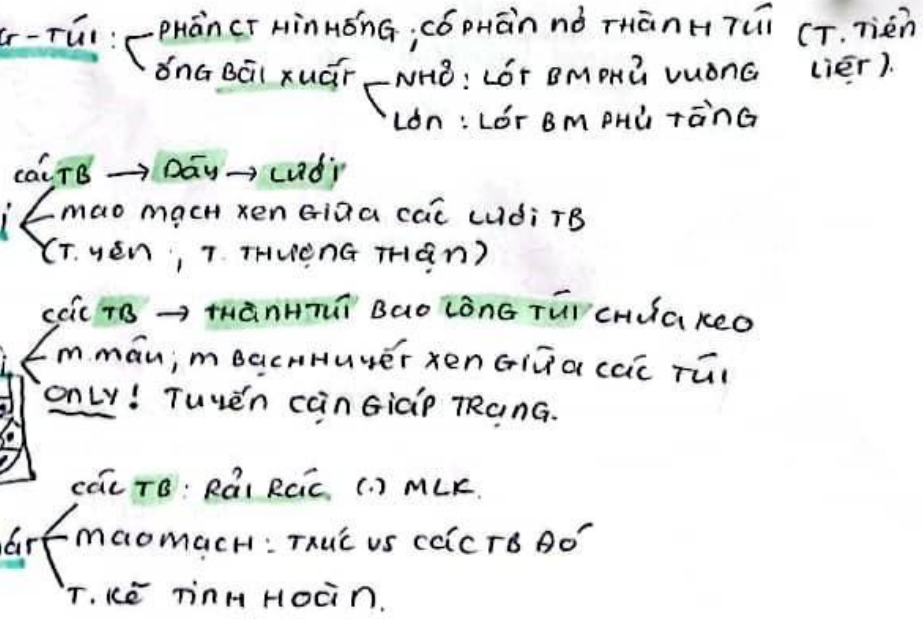 -TÚI: PHẦN CT HÌNH ỐNG, CÓ PHẦN NỞ THÀNH TÚI (T. TIỀN LIỆT).
ỐNG BÀI XUẤT
NHỎ: LÓT BM PHỦ VUÔNG
LỚN: LÓT BM PHỦ TẦNG
CÁC TB → DÃY → LƯỚI
MAO MẠCH XEN GIỮA CÁC LƯỚI TB
(T. YÊN, T. THƯỢNG THẬN)
CÁC TB → THÀNH TÚI BAO LÒNG TÚI CHỨA KEO
M. MÁU, M BẠCH HUYẾT XEN GIỮA CÁC TÚI
ONLY! TUYẾN CẬN GIÁP TRẠNG.
CÁC TB: RẢI RÁC (.) MLK.
MAO MẠCH: T XÚC VS CÁC TB ĐÓ
T. KẼ TINH HOÀN.